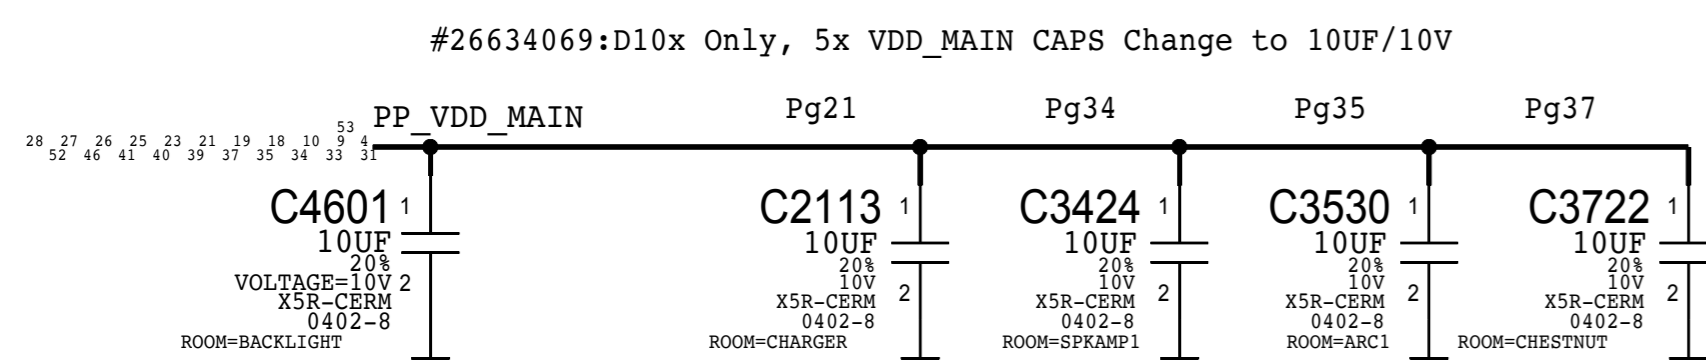 #26634069:D10x Only, 5x VDD_MAIN CAPS Change to 10UF/10V
PP_VDD_MAIN
Pg21
Pg34
Pg35
Pg37
53
28 27 26 25 23 21 19 18 10 9 4
52 46 41 40 39 37 35 34 33 31
C4601 1
10UF
20%
VOLTAGE=10V 2
X5R-CERM
0402-8
ROOM=BACKLIGHT
C2113 1
10UF
20%
10V
2
X5R-CERM
0402-8
ROOM=CHARGER
C3424 1
10UF
20%
10V
2
X5R-CERM
0402-8
ROOM=SPKAMP1
C3530 1
10UF
20%
10V
2
X5R-CERM
0402-8
ROOM=ARC1
C3722 1
10UF
20%
10V
2
X5R-CERM
0402-8
ROOM=CHESTNUT